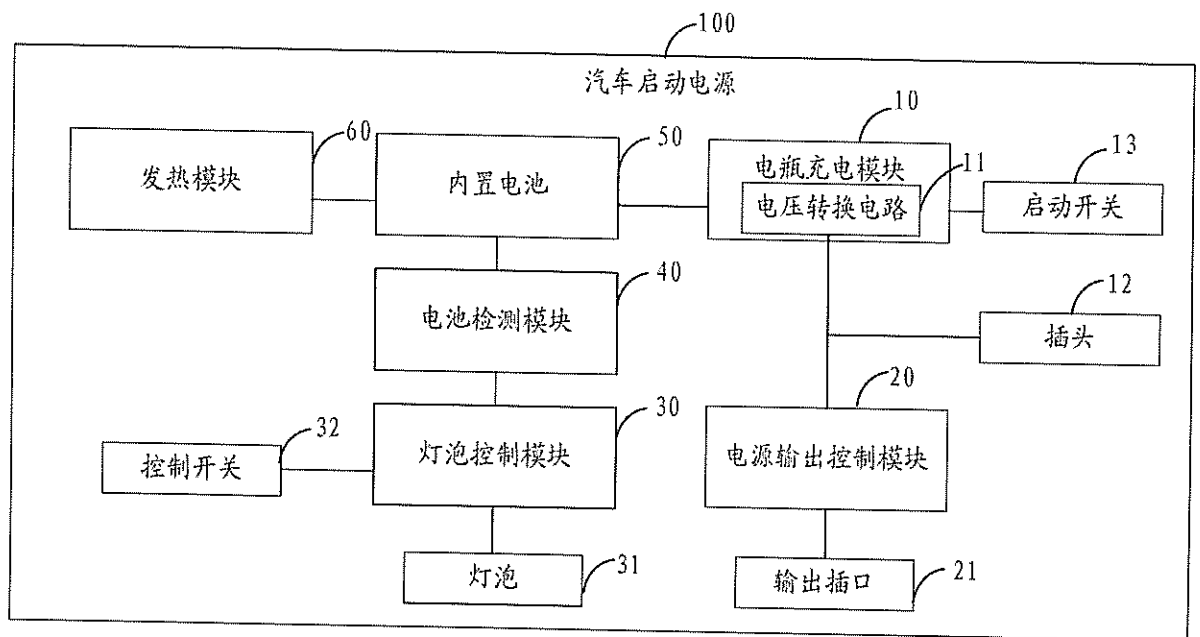 100
汽车启动电源
60
发热模块
50
内置电池
10
电瓶充电模块
11
电压转换电路
13
启动开关
40
电池检测模块
12
插头
32
控制开关
30
灯泡控制模块
20
电源输出控制模块
31
灯泡
21
输出插口